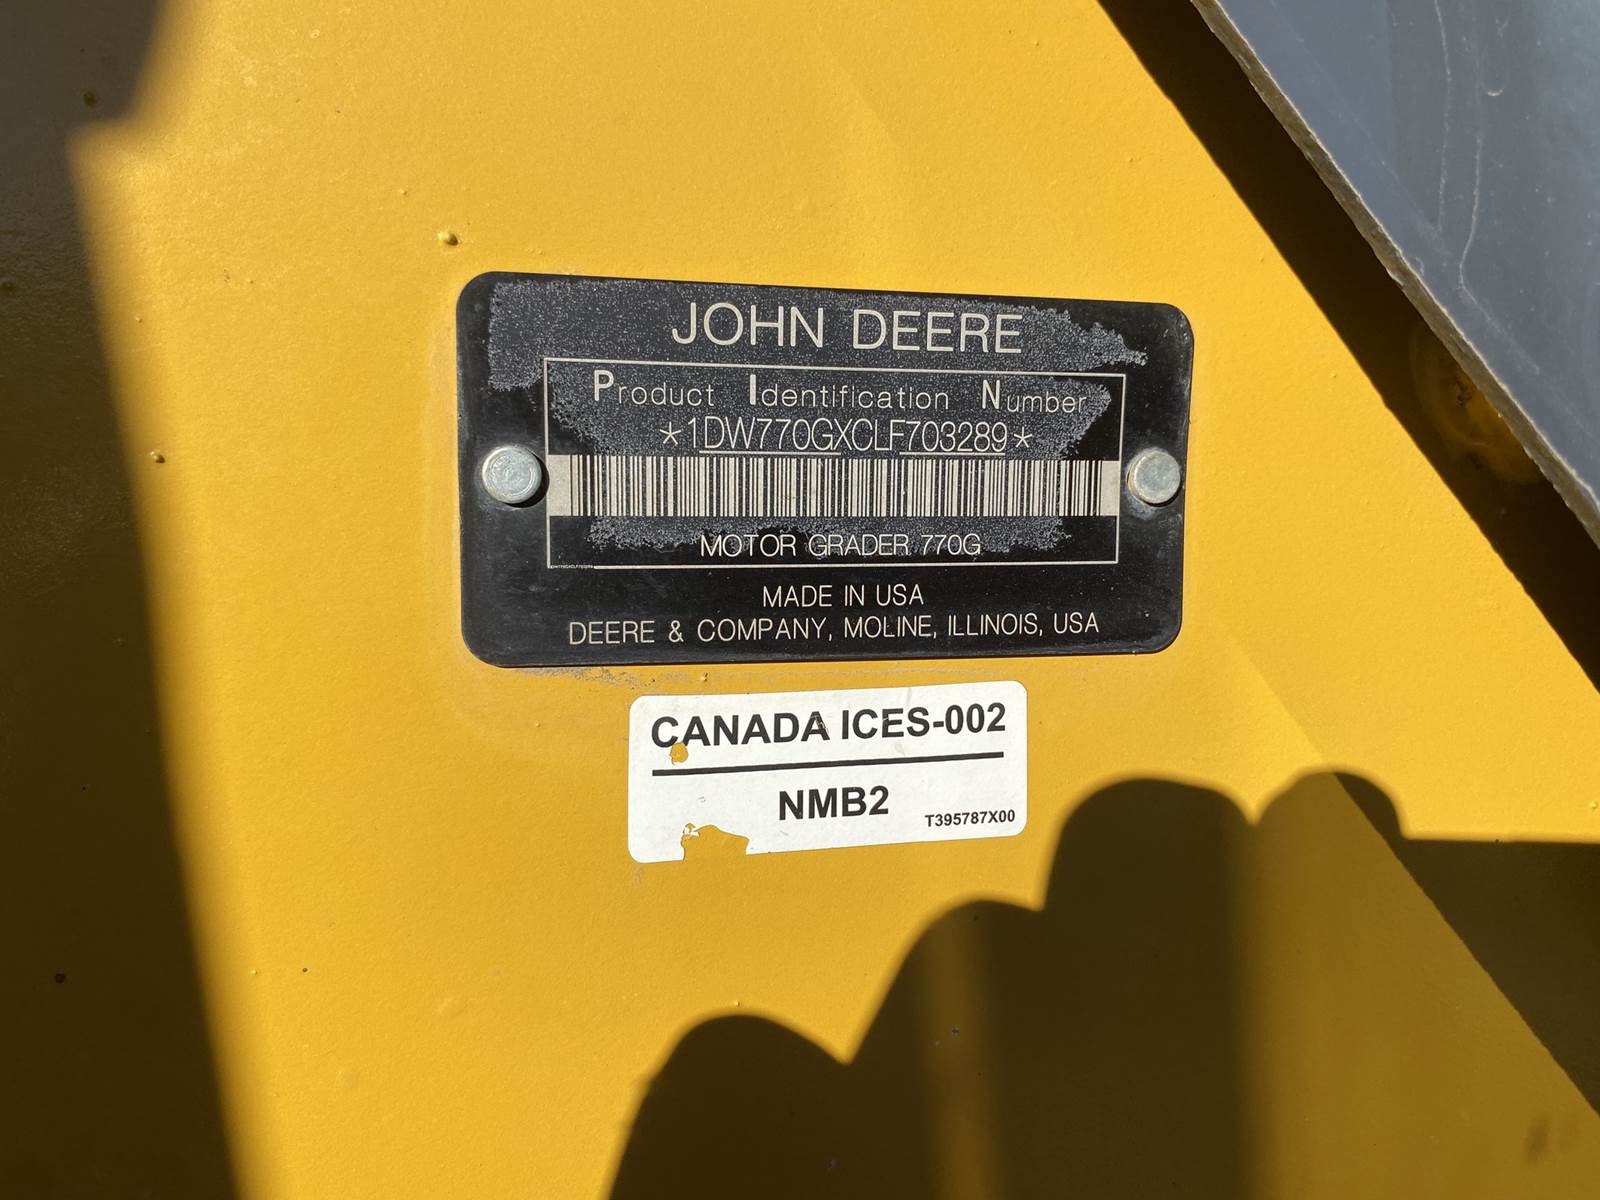 JOHN DEERE
Product Identification Number
*1DW770GXCLF703289*
MOTOR GRADER 770G
MADE IN USA
DEERE & COMPANY, MOLINE, ILLINOIS, USA
CANADA ICES-002
NMB2
T395787X00